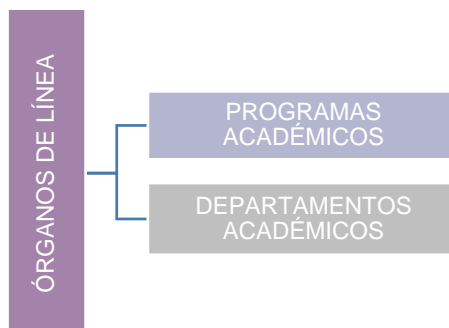 ÓRGANOS DE LÍNEA
PROGRAMAS
ACADÉMICOS
DEPARTAMENTOS
ACADÉMICOS